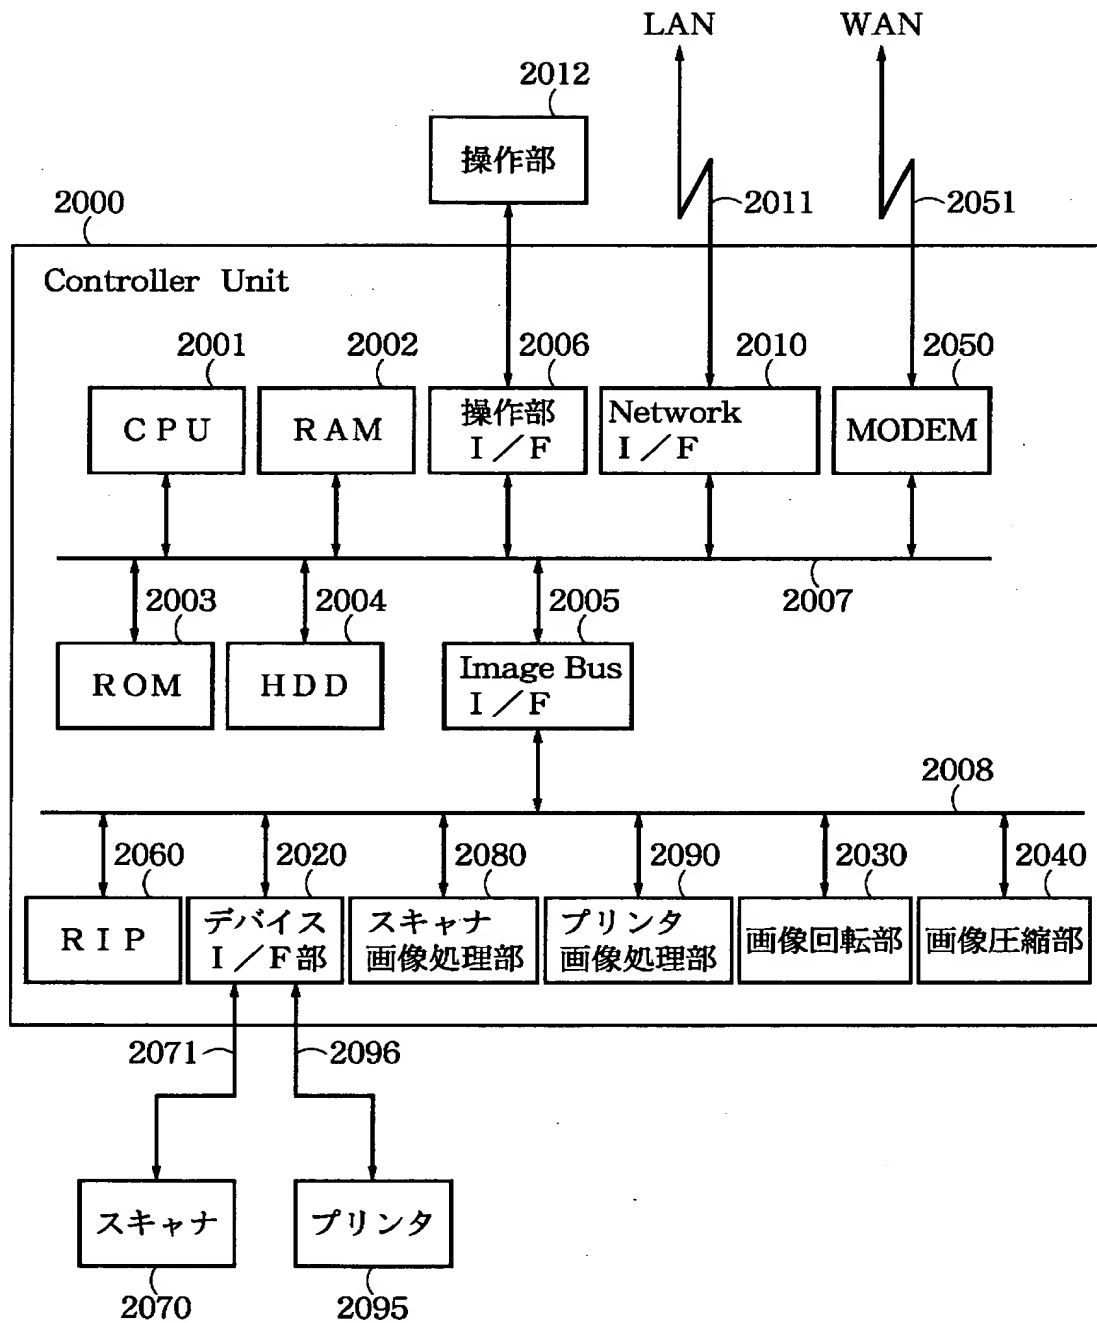 LAN
WAN
2012
操作部
2000
2011
2051
Controller Unit
2001
2002
2006
2010
2050
CPU
RAM
操作部
I/F
Network
I/F
MODEM
2003
2004
2005
2007
ROM
HDD
Image Bus
I/F
2008
2060
2020
2080
2090
2030
2040
RIP
デバイス
I/F部
スキャナ
画像処理部
プリンタ
画像処理部
画像回転部
画像圧縮部
2071
2096
スキャナ
プリンタ
2070
2095